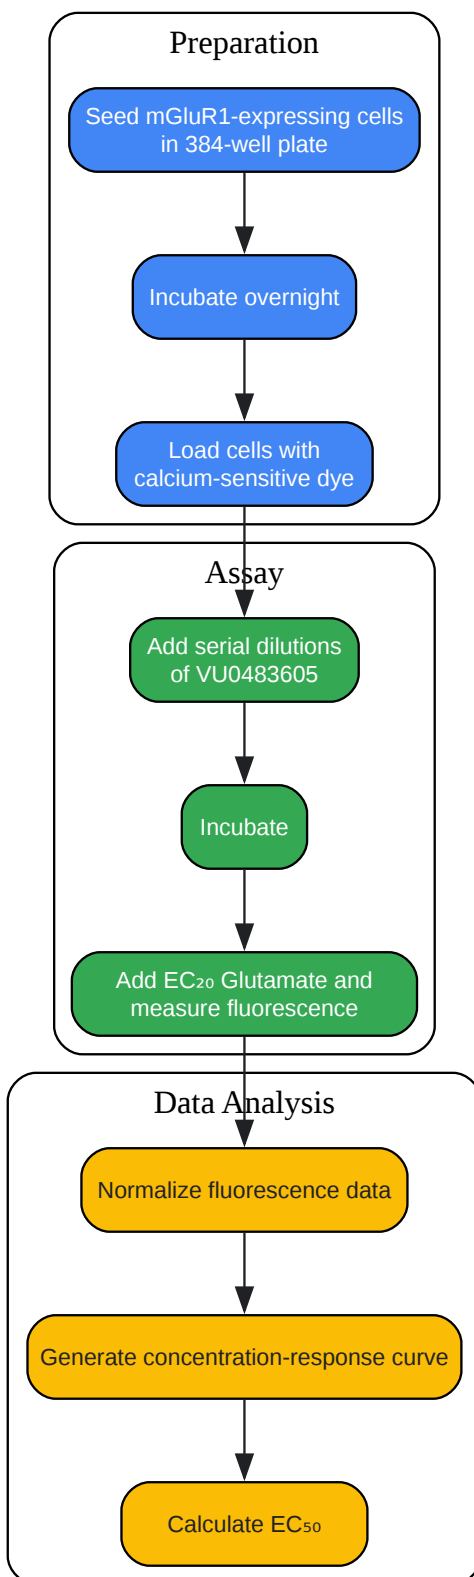 Preparation
Seed mGluR1-expressing cells
in 384-well plate
Incubate overnight
Load cells with
calcium-sensitive dye
Assay
Add serial dilutions
of VU0483605
Incubate
Add EC₂₀ Glutamate and
measure fluorescence
Data Analysis
Normalize fluorescence data
Generate concentration-response curve
Calculate EC₅₀